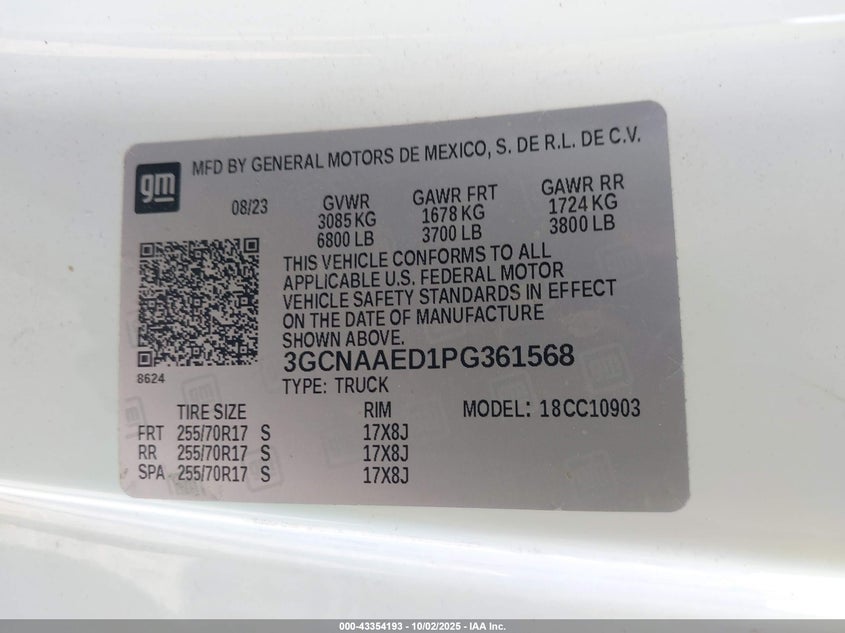 gm
MFD BY GENERAL MOTORS DE MEXICO, S. DE R.L. DE C.V.
08/23 GVWR GAWR FRT GAWR RR
3085 KG 1678 KG 1724 KG
6800 LB 3700 LB 3800 LB
THIS VEHICLE CONFORMS TO ALL
APPLICABLE U.S. FEDERAL MOTOR
VEHICLE SAFETY STANDARDS IN EFFECT
ON THE DATE OF MANUFACTURE
SHOWN ABOVE.
3GCNAAED1PG361568
8624
TYPE: TRUCK
TIRE SIZE RIM MODEL: 18CC10903
FRT 255/70R17 S 17X8J
RR 255/70R17 S 17X8J
SPA 255/70R17 S 17X8J
000-43354193 - 10/02/2025 - IAA Inc.